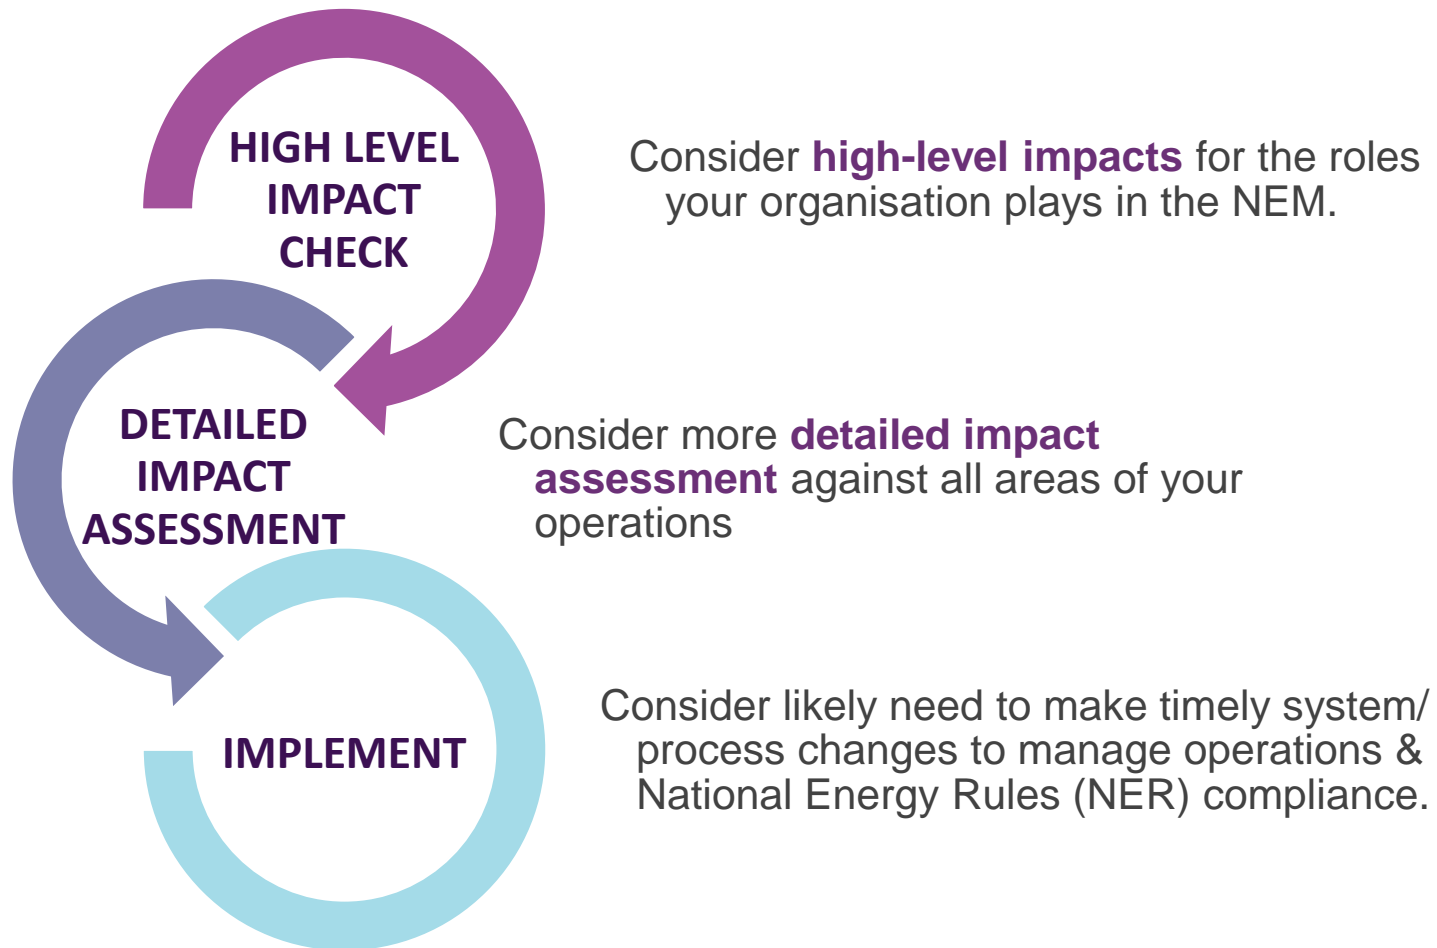 HIGH LEVEL
IMPACT
CHECK
Consider high-level impacts for the roles
your organisation plays in the NEM.
DETAILED
IMPACT
ASSESSMENT
Consider more detailed impact
assessment against all areas of your
operations
IMPLEMENT
Consider likely need to make timely system/
process changes to manage operations &
National Energy Rules (NER) compliance.